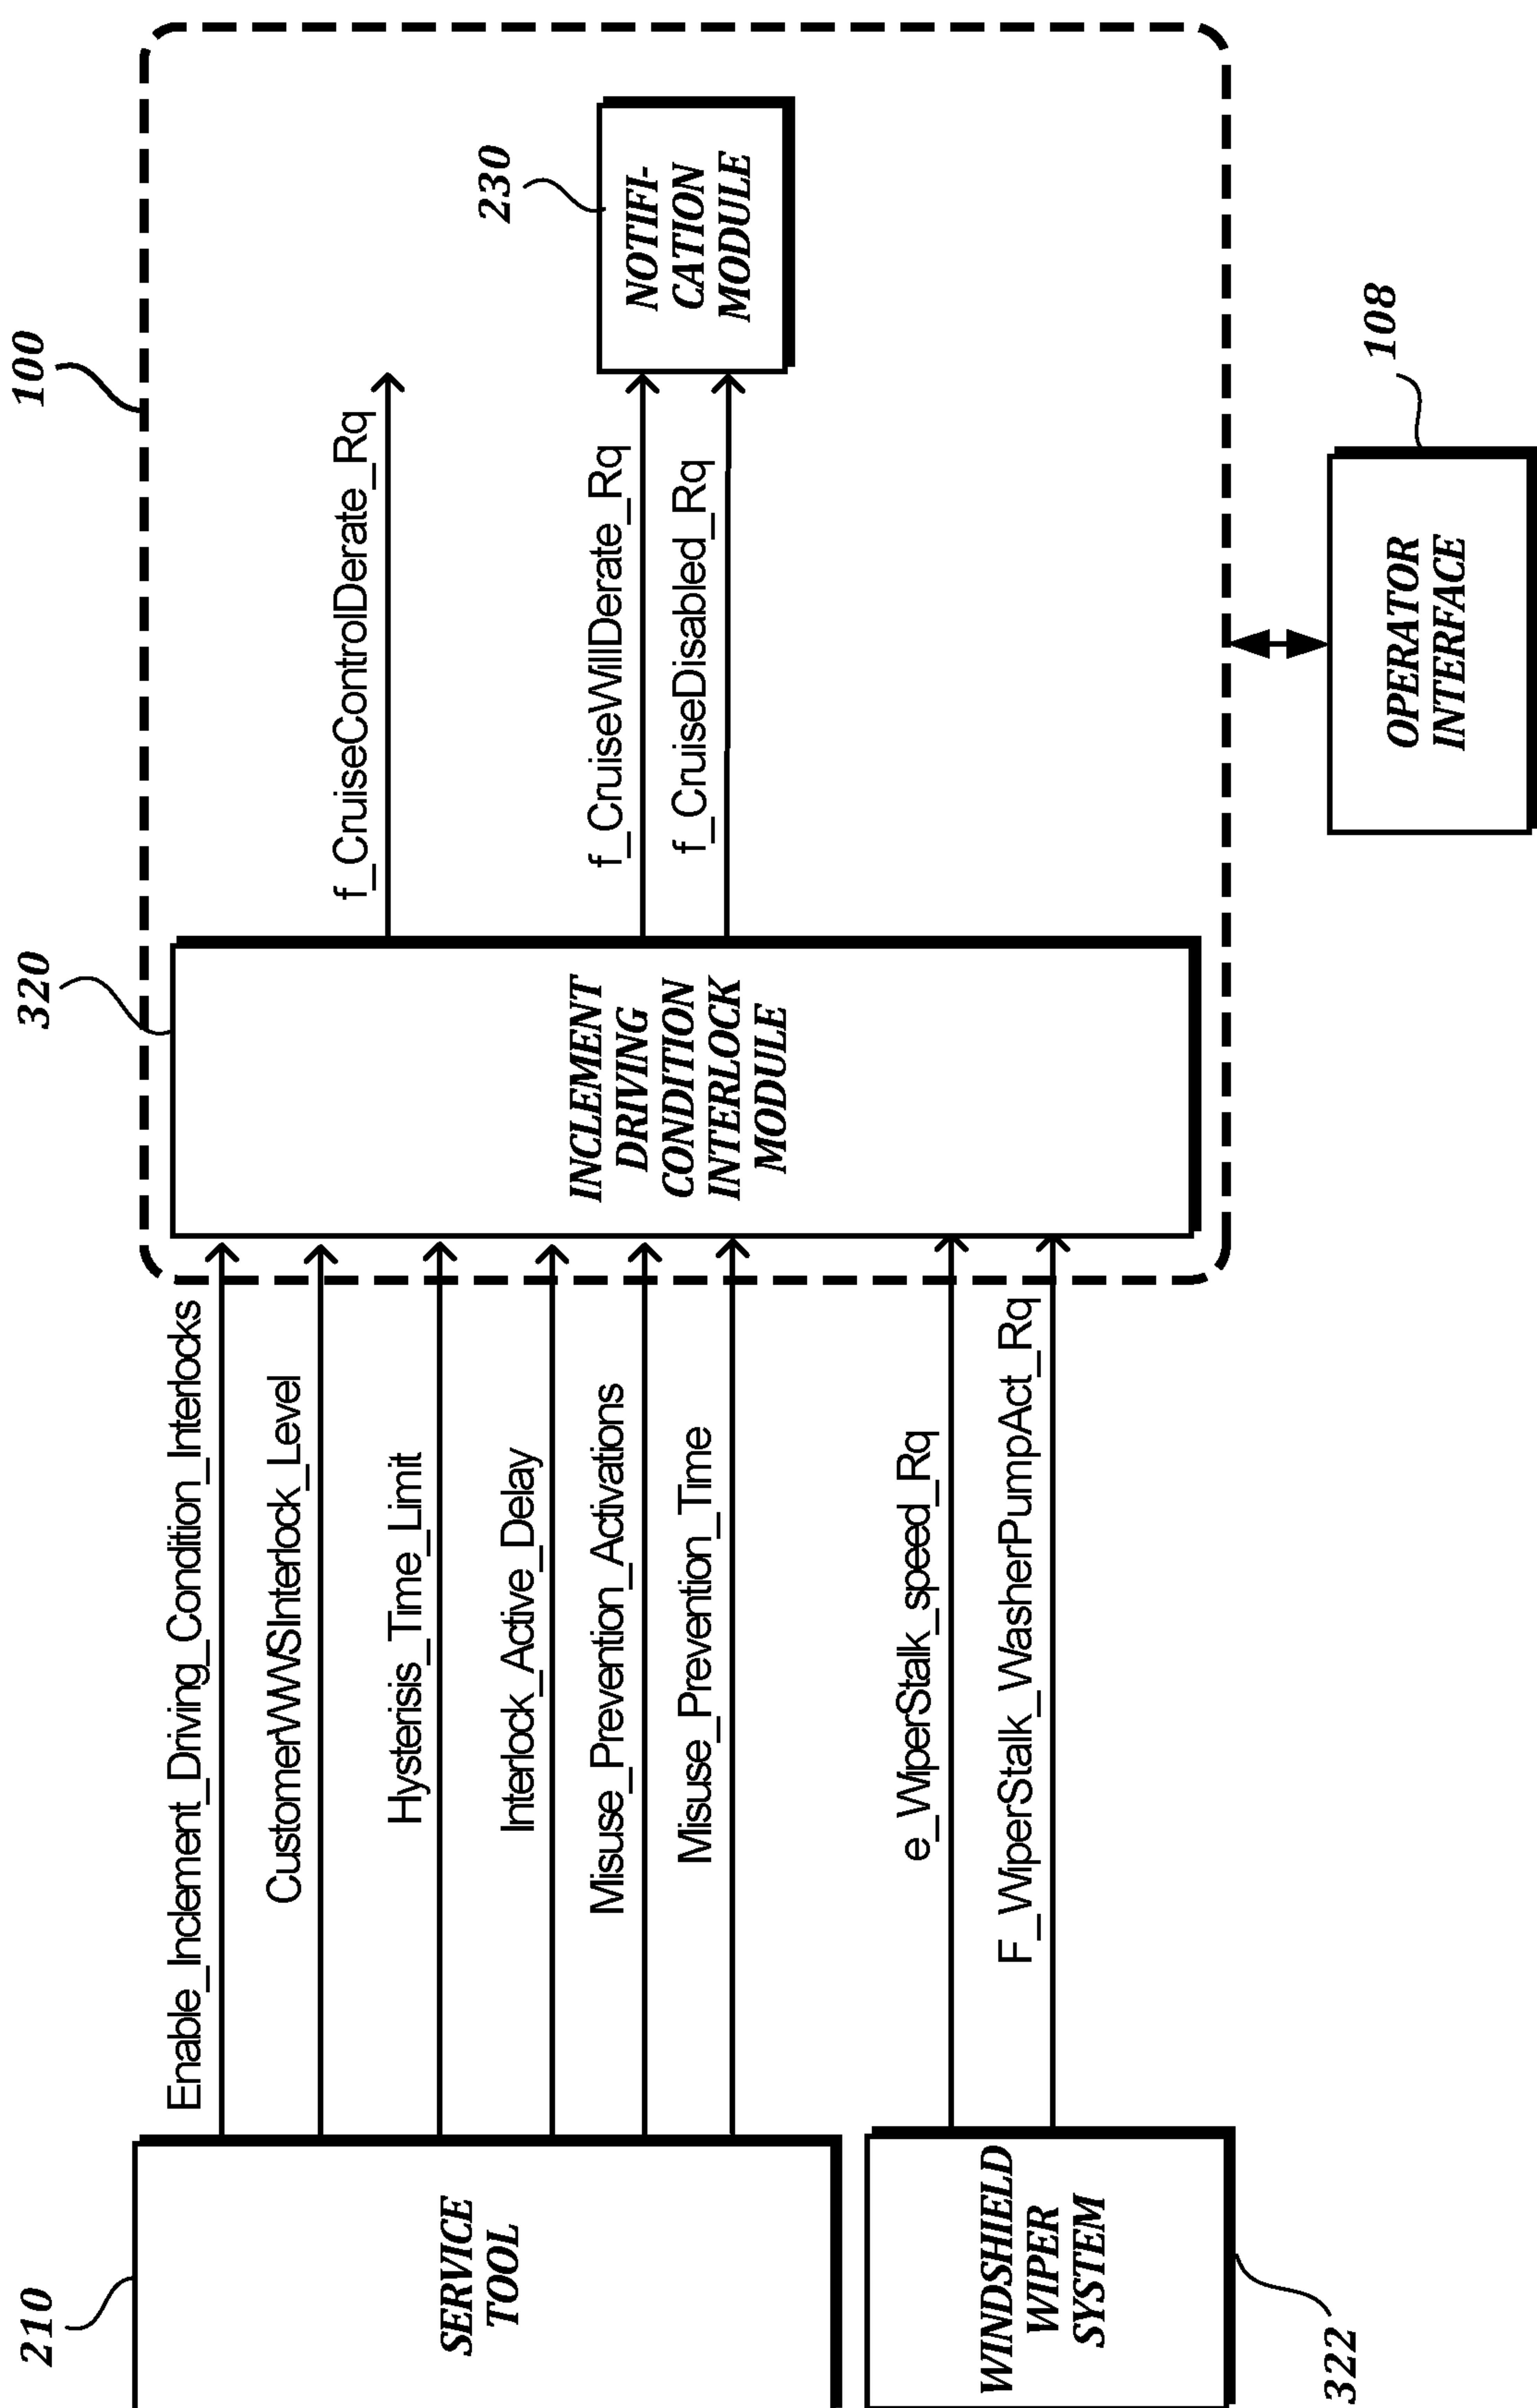 100
320
210
Enable_Inclement_Driving_Condition_Interlocks
CustomerWWSInterlock_Level
Hysterisis_Time_Limit
Interlock_Active_Delay
Misuse_Prevention_Activations
Misuse_Prevention_Time
SERVICE
TOOL
e_WiperStalk_speed_Rq
F_WiperStalk_WasherPumpAct_Rq
WINDSHIELD
WIPER
SYSTEM
322
INCLEMENT
DRIVING
CONDITION
INTERLOCK
MODULE
f_CruiseControlDerate_Rq
f_CruiseWillDerate_Rq
f_CruiseDisabled_Rq
230
NOTIFI-
CATION
MODULE
108
OPERATOR
INTERFACE